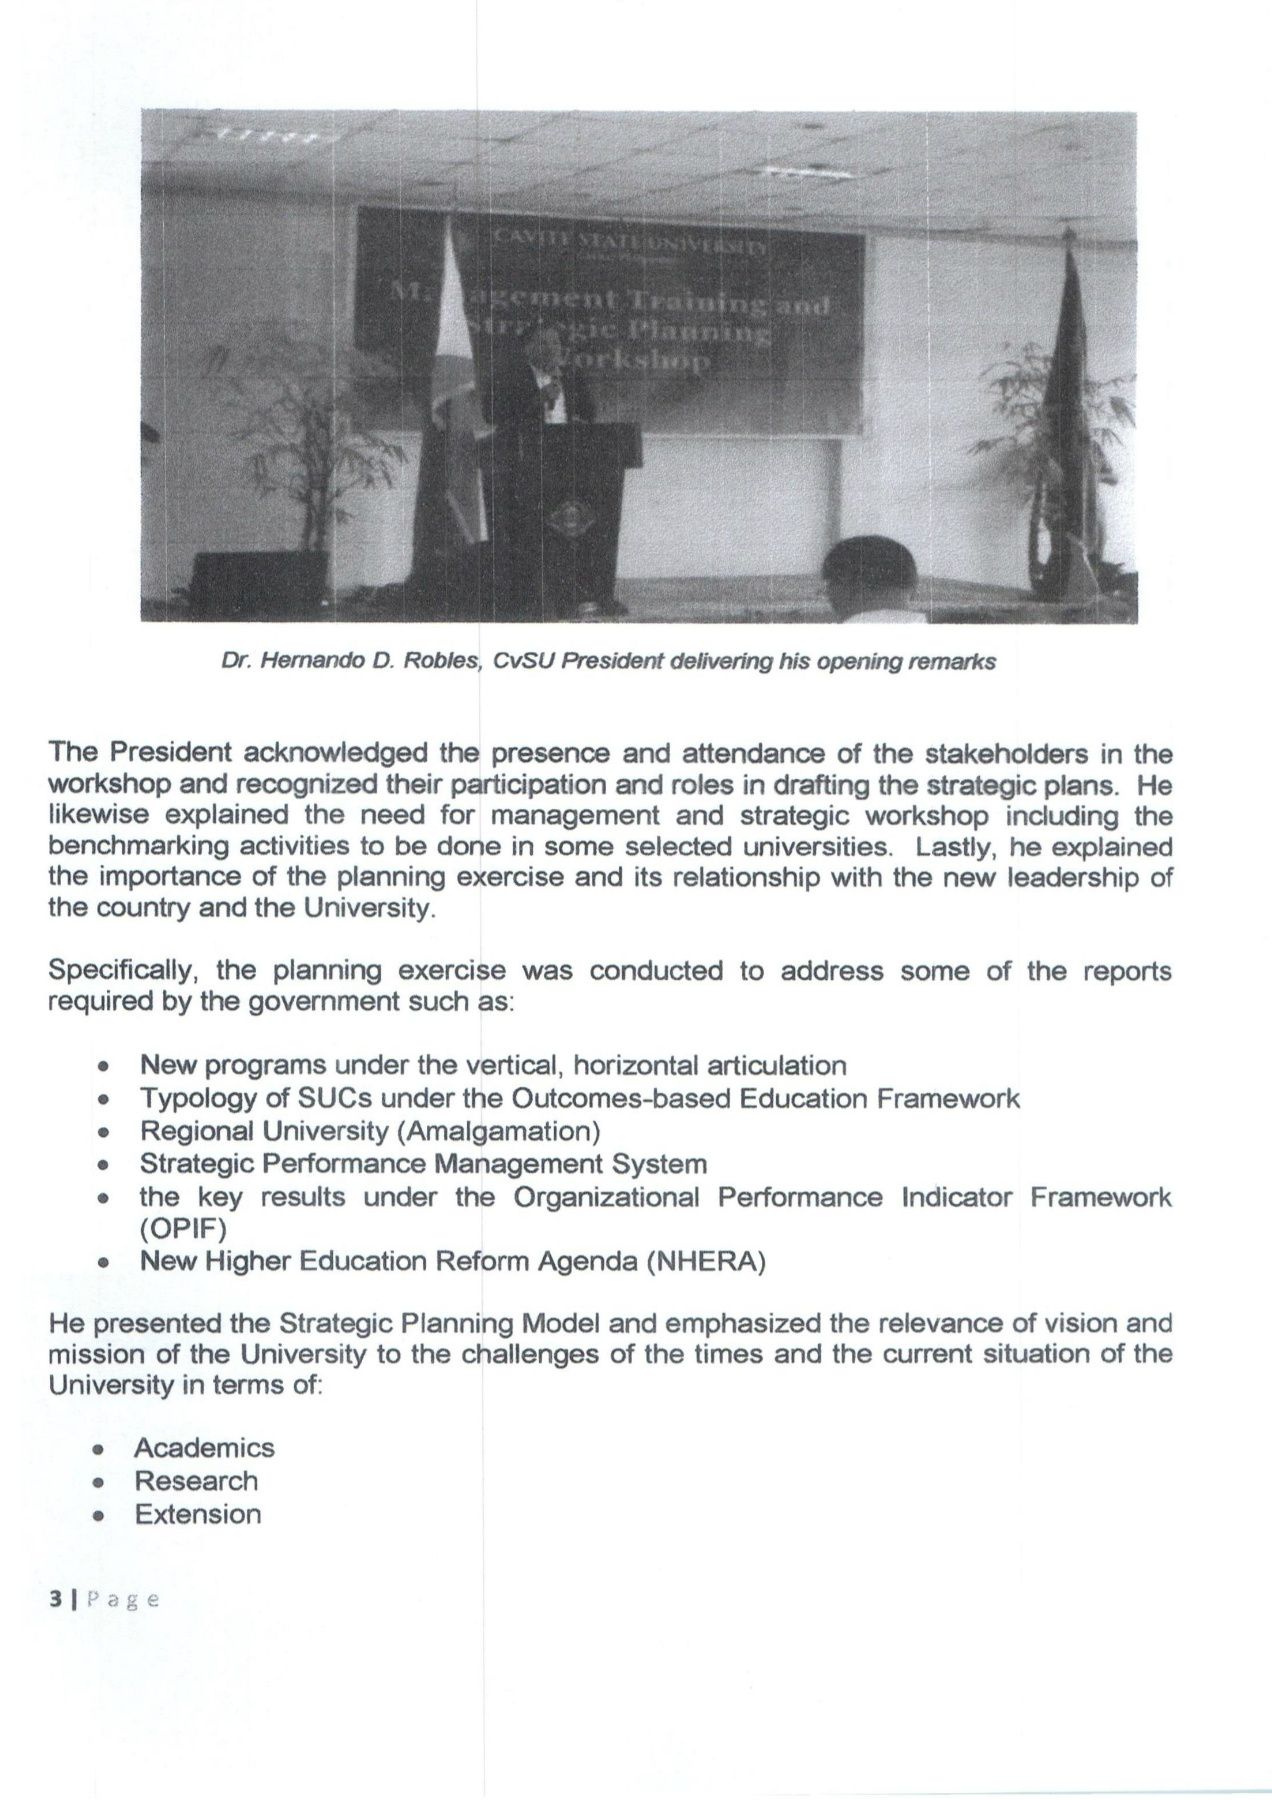 CAVITE STATE UNIVERSITY
Management Training and
Strategic Planning
Workshop
Dr. Hernando D. Robles, CvSU President delivering his opening remarks
The President acknowledged the presence and attendance of the stakeholders in the
workshop and recognized their participation and roles in drafting the strategic plans. He
likewise explained the need for management and strategic workshop including the
benchmarking activities to be done in some selected universities. Lastly, he explained
the importance of the planning exercise and its relationship with the new leadership of
the country and the University.
Specifically, the planning exercise was conducted to address some of the reports
required by the government such as:
• New programs under the vertical, horizontal articulation
• Typology of SUCs under the Outcomes-based Education Framework
• Regional University (Amalgamation)
• Strategic Performance Management System
• the key results under the Organizational Performance Indicator Framework
(OPIF)
• New Higher Education Reform Agenda (NHERA)
He presented the Strategic Planning Model and emphasized the relevance of vision and
mission of the University to the challenges of the times and the current situation of the
University in terms of:
• Academics
• Research
• Extension
3 | Page